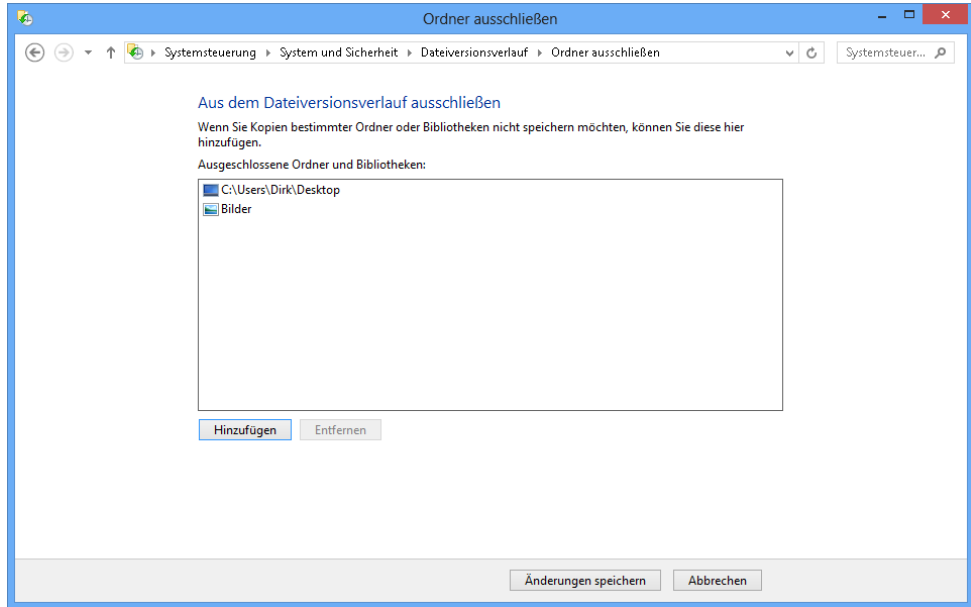 Ordner ausschließen
Systemsteuerung System und Sicherheit Dateiversionsverlauf Ordner ausschließen Systemsteuer...
Aus dem Dateiversionsverlauf ausschließen
Wenn Sie Kopien bestimmter Ordner oder Bibliotheken nicht speichern möchten, können Sie diese hier
hinzufügen.
Ausgeschlossene Ordner und Bibliotheken:
C:\Users\Dirk\Desktop
Bilder
Hinzufügen Entfernen
Änderungen speichern Abbrechen